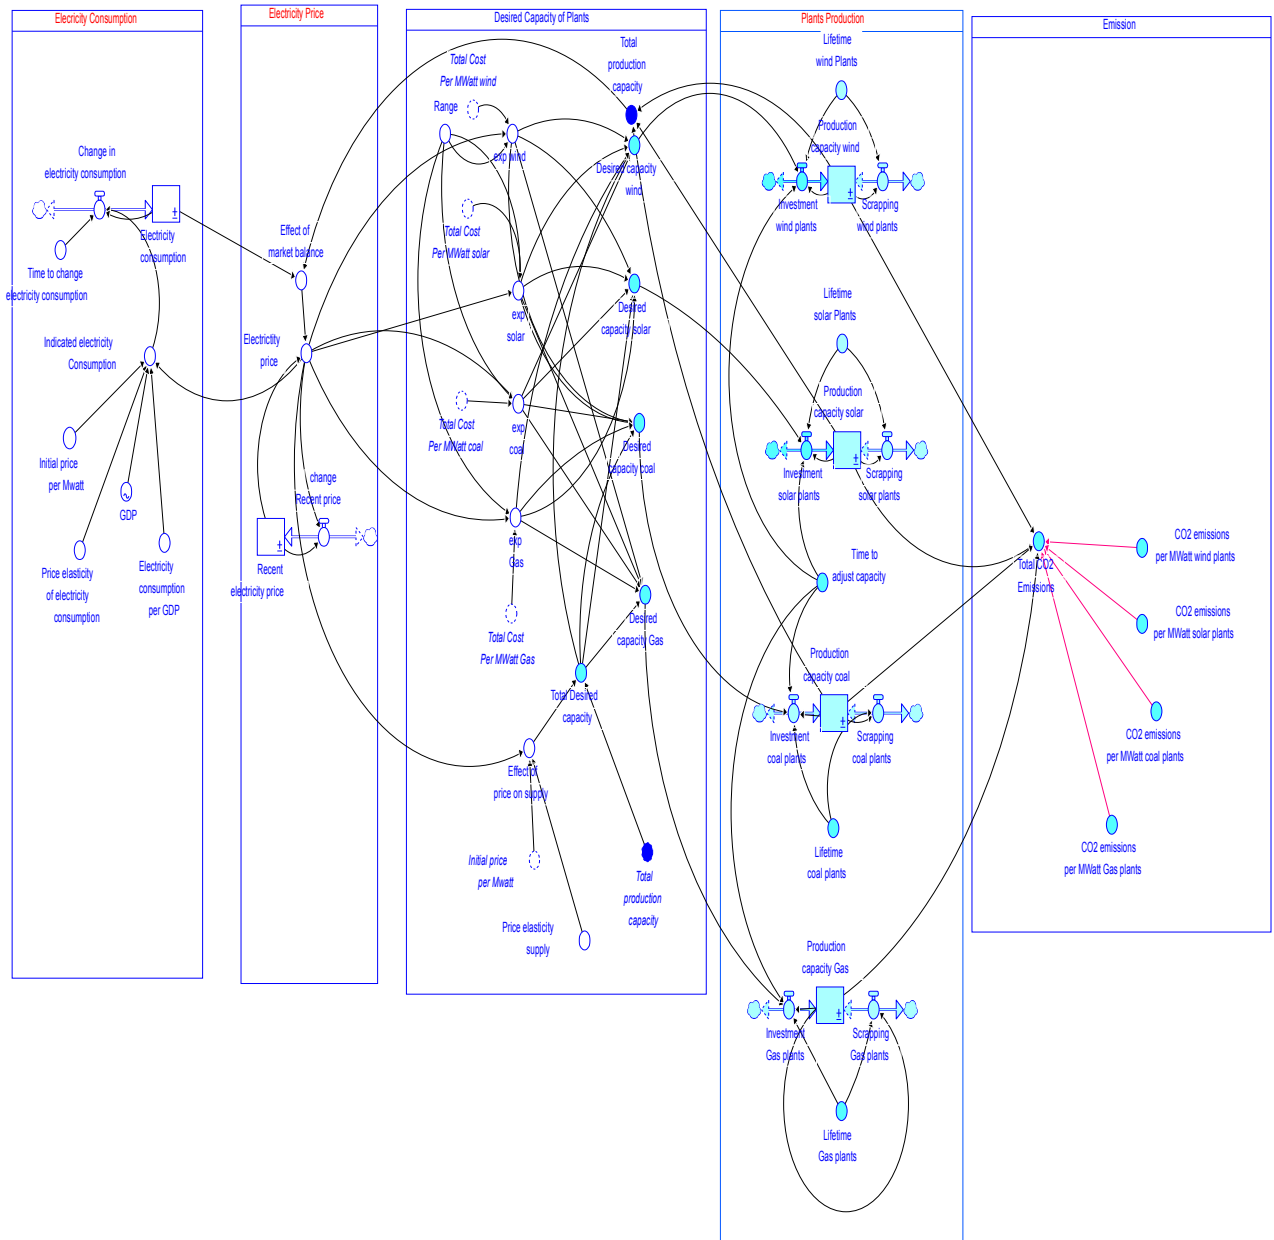 Elecricity Consumption
Change in
electricity consumption
Electricity
consumption
Time to change
electricity consumption
Indicated electricity
Consumption
Initial price
per Mwatt
GDP
Price elasticity
of electricity
consumption
Electricity
consumption
per GDP
Electricity Price
Effect of
market balance
Electrictity
price
change
Recent price
Recent
electricity price
Desired Capacity of Plants
Total Cost
Per MWatt wind
Total
production
capacity
Range
exp wind
Desired capacity
wind
Total Cost
Per MWatt solar
exp
solar
Desired
capacity solar
Total Cost
Per MWatt coal
exp
coal
Desired
capacity coal
exp
Gas
Total Cost
Per MWatt Gas
Desired
capacity Gas
Total Desired
capacity
Effect of
price on supply
Initial price
per Mwatt
Total
production
capacity
Price elasticity
supply
Plants Production
Lifetime
wind Plants
Production
capacity wind
Investment
wind plants
Scrapping
wind plants
Lifetime
solar Plants
Production
capacity solar
Investment
solar plants
Scrapping
solar plants
Time to
adjust capacity
Production
capacity coal
Investment
coal plants
Scrapping
coal plants
Lifetime
coal plants
Production
capacity Gas
Investment
Gas plants
Scrapping
Gas plants
Lifetime
Gas plants
Emission
Total CO2
Emissions
CO2 emissions
per MWatt wind plants
CO2 emissions
per MWatt solar plants
CO2 emissions
per MWatt coal plants
CO2 emissions
per MWatt Gas plants